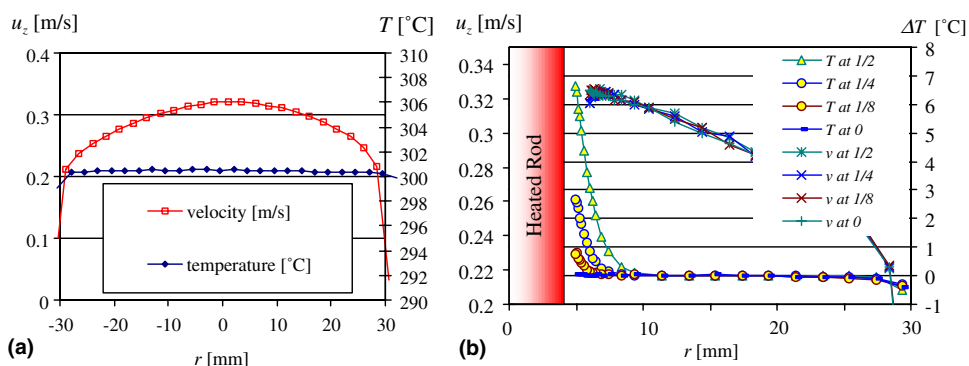 u_z [m/s]
T [˚C]
0.4
0.3
0.2
0.1
0
310
308
306
304
302
300
298
296
294
292
290
velocity [m/s]
temperature [˚C]
-30 -20 -10 0 10 20 30
(a)
r [mm]
u_z [m/s]
ΔT [˚C]
0.34
0.32
0.3
0.28
0.26
0.24
0.22
0.2
8
7
6
5
4
3
2
1
0
-1
Heated Rod
T at 1/2
T at 1/4
T at 1/8
T at 0
v at 1/2
v at 1/4
v at 1/8
v at 0
0 10 20 30
(b)
r [mm]